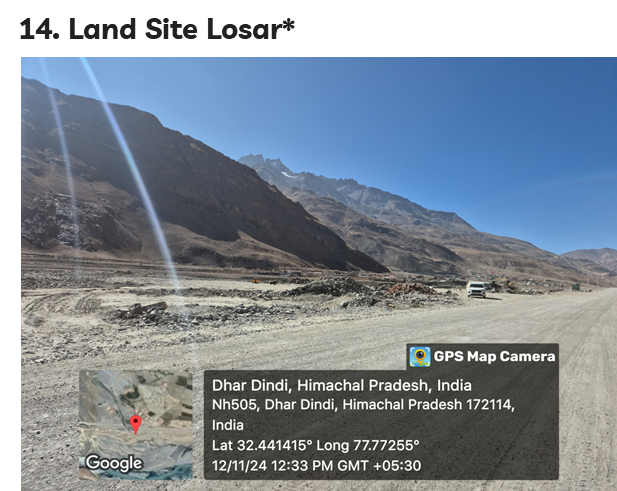 14. Land Site Losar*
GPS Map Camera
Dhar Dindi, Himachal Pradesh, India
Nh505, Dhar Dindi, Himachal Pradesh 172114,
India
Lat 32.441415° Long 77.77255°
12/11/24 12:33 PM GMT +05:30
Google